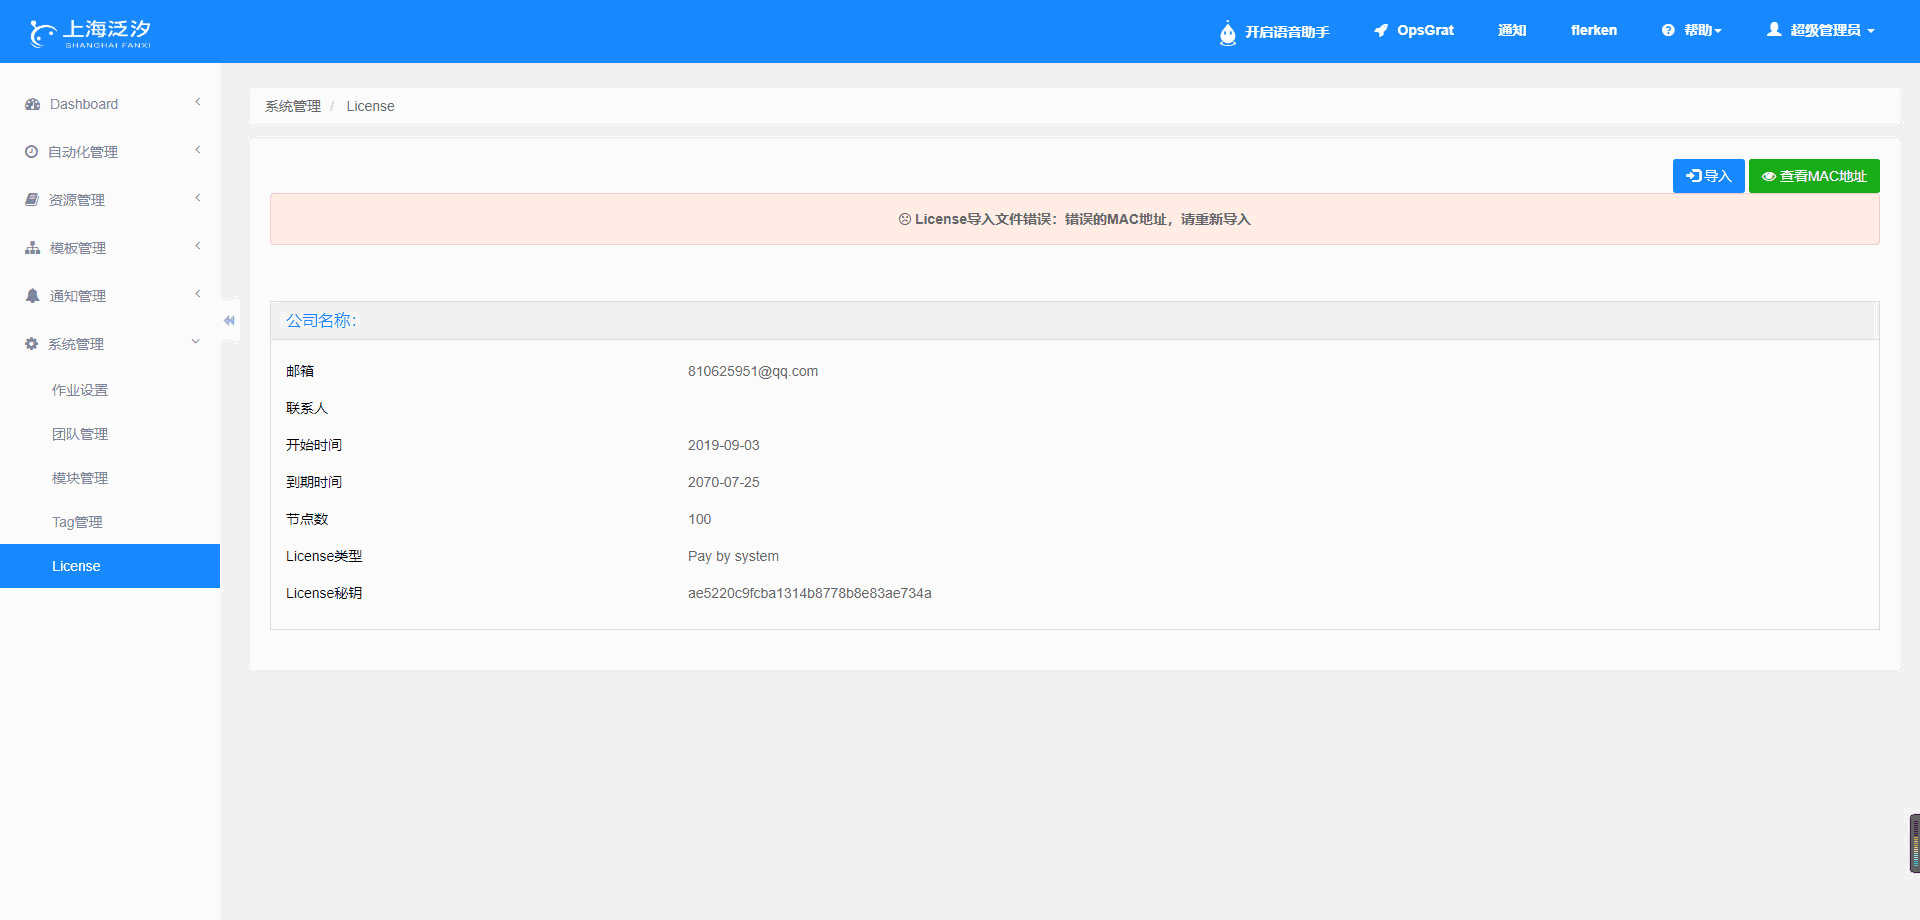 上海泛汐
SHANGHAI FANXI
开启语音助手
OpsGrat
通知
flerken
帮助
超级管理员
Dashboard
自动化管理
资源管理
模板管理
通知管理
系统管理
作业设置
团队管理
模块管理
Tag管理
License
系统管理 / License
导入
查看MAC地址
License导入文件错误：错误的MAC地址，请重新导入
公司名称：
邮箱 810625951@qq.com
联系人
开始时间 2019-09-03
到期时间 2070-07-25
节点数 100
License类型 Pay by system
License秘钥 ae5220c9fcba1314b8778b8e83ae734a